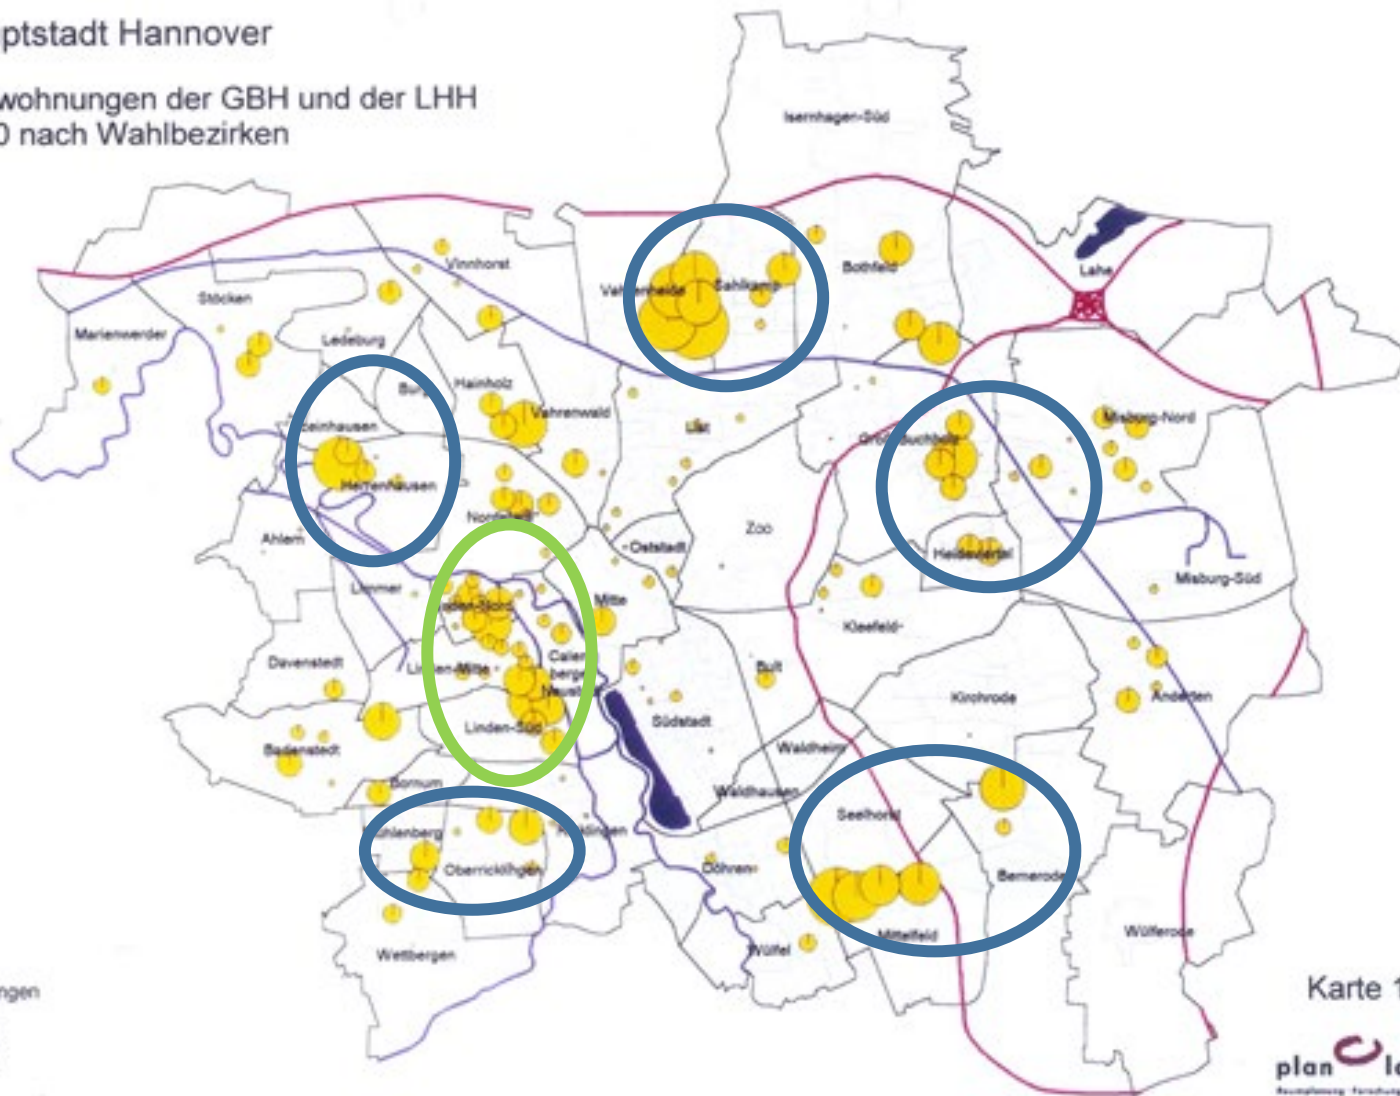 ptstadt Hannover
wohnungen der GBH und der LHH
0 nach Wahlbezirken
Isernhagen-Süd
Vinnhorst
Bothfeld
Lahe
Stöcken
Sahlkamp
Marienwerder
Ledeburg
Hainholz
Vahrenwald
List
Misburg-Nord
Herrenhausen
Zoo
Ahlem
Oststadt
Heideviertel
Misburg-Süd
Limmer
Mitte
Kleefeld
Davenstedt
Bult
Kirchrode
Anderten
Südstadt
Linden-Süd
Badenstedt
Waldheim
Bornum
Waldhausen
Seelhorst
Oberricklingen
Döhren
Bemerode
Mittelfeld
Wülferode
Wettbergen
Wülfel
ngen
Karte 1
plan